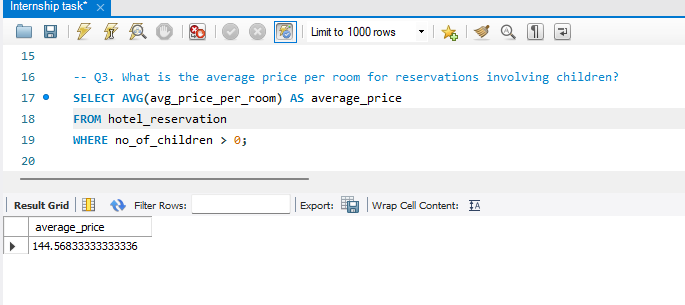 Internship task* ×
Limit to 1000 rows
15
16 -- Q3. What is the average price per room for reservations involving children?
17 SELECT AVG(avg_price_per_room) AS average_price
18 FROM hotel_reservation
19 WHERE no_of_children > 0;
20
Result Grid Filter Rows: Export: Wrap Cell Content:
average_price
144.56833333333336